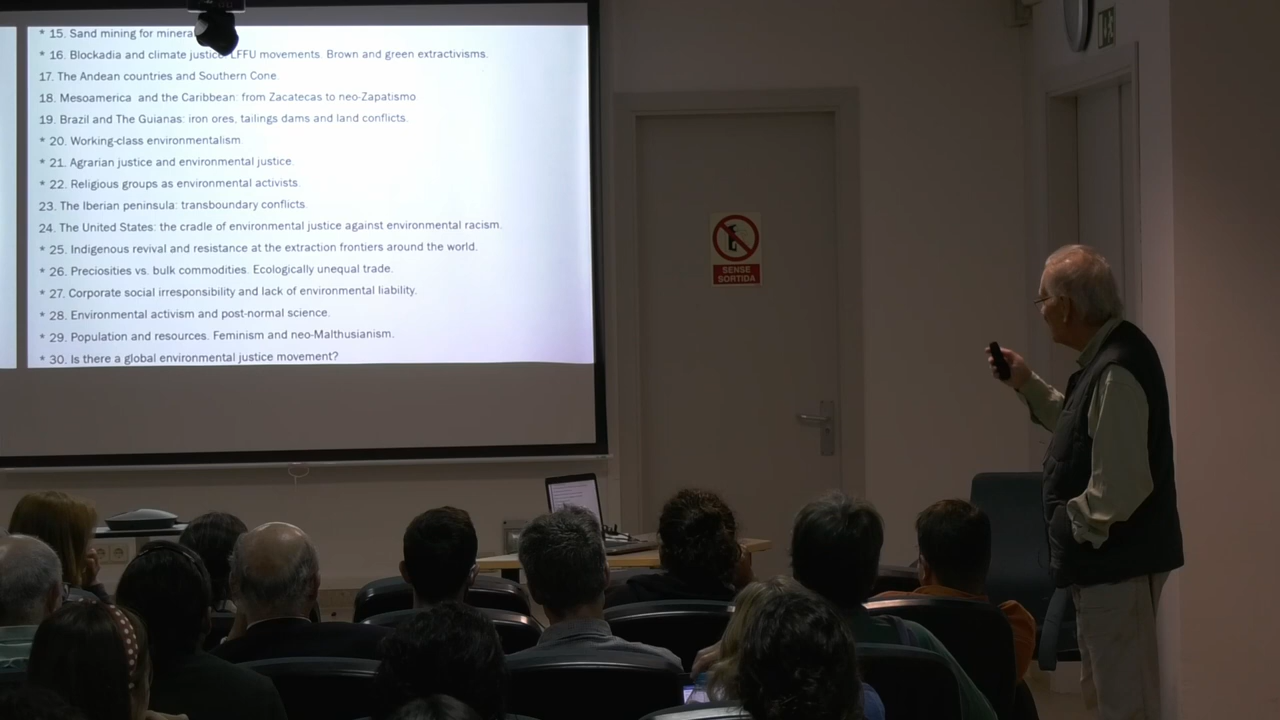 * 15. Sand mining for
* 16. Blockadia and climate justice. LFFU movements. Brown and green extractivisms.
17. The Andean countries and Southern Cone.
18. Mesoamerica and the Caribbean: from Zacatecas to neo-Zapatismo
19. Brazil and The Guianas: iron ores, tailings dams and land conflicts.
* 20. Working-class environmentalism.
* 21. Agrarian justice and environmental justice.
* 22. Religious groups as environmental activists.
23. The Iberian peninsula: transboundary conflicts.
24. The United States: the cradle of environmental justice against environmental racism.
* 25. Indigenous revival and resistance at the extraction frontiers around the world.
* 26. Preciosities vs. bulk commodities. Ecologically unequal trade.
* 27. Corporate social irresponsibility and lack of environmental liability.
* 28. Environmental activism and post-normal science.
* 29. Population and resources. Feminism and neo-Malthusianism.
* 30. Is there a global environmental justice movement?
SENSE
SORTIDA